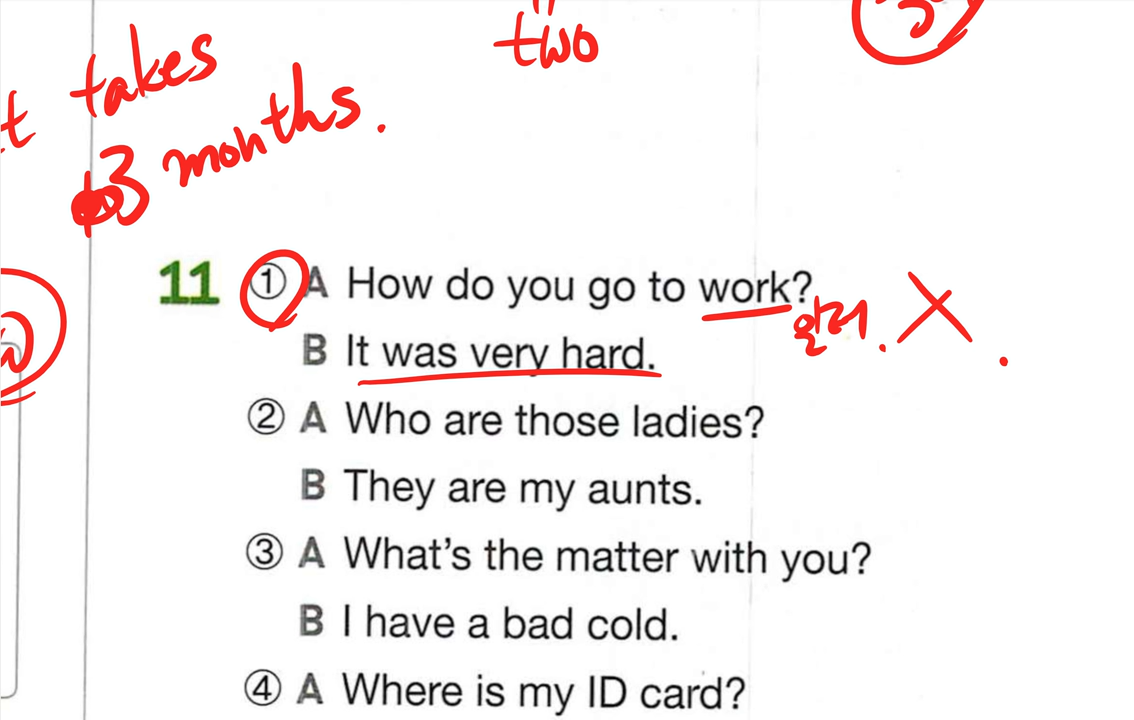 two
takes
3 months.
11 ① A How do you go to work?
B It was very hard.
② A Who are those ladies?
B They are my aunts.
③ A What's the matter with you?
B I have a bad cold.
④ A Where is my ID card?